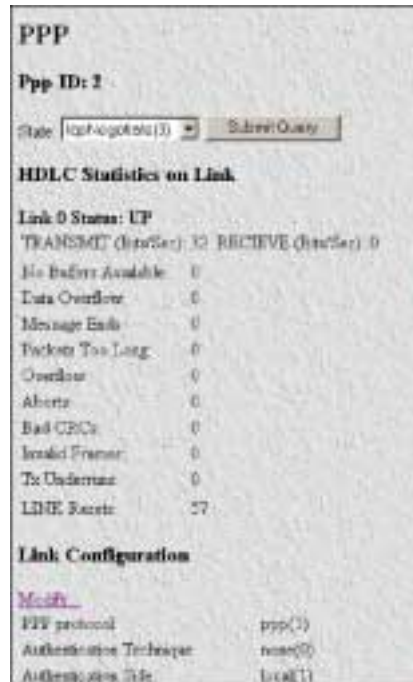 PPP
Ppp ID: 2
State Submit Query
HDLC Statistics on Link
Link 0 Status: UP
TRANSMIT (Bits/Sec): 32 RECIEVE (Bits/Sec): 0
No Buffers Available 0
Data Overflow 0
Message Ends 0
Packets Too Long 0
Overflow 0
Aborts 0
Bad CRCs 0
Invalid Frames 0
Tx Underruns 0
LINK Resets 57
Link Configuration
Modify...
PPP protocol ppp(1)
Authentication Technique none(0)
Authentication Side local(1)